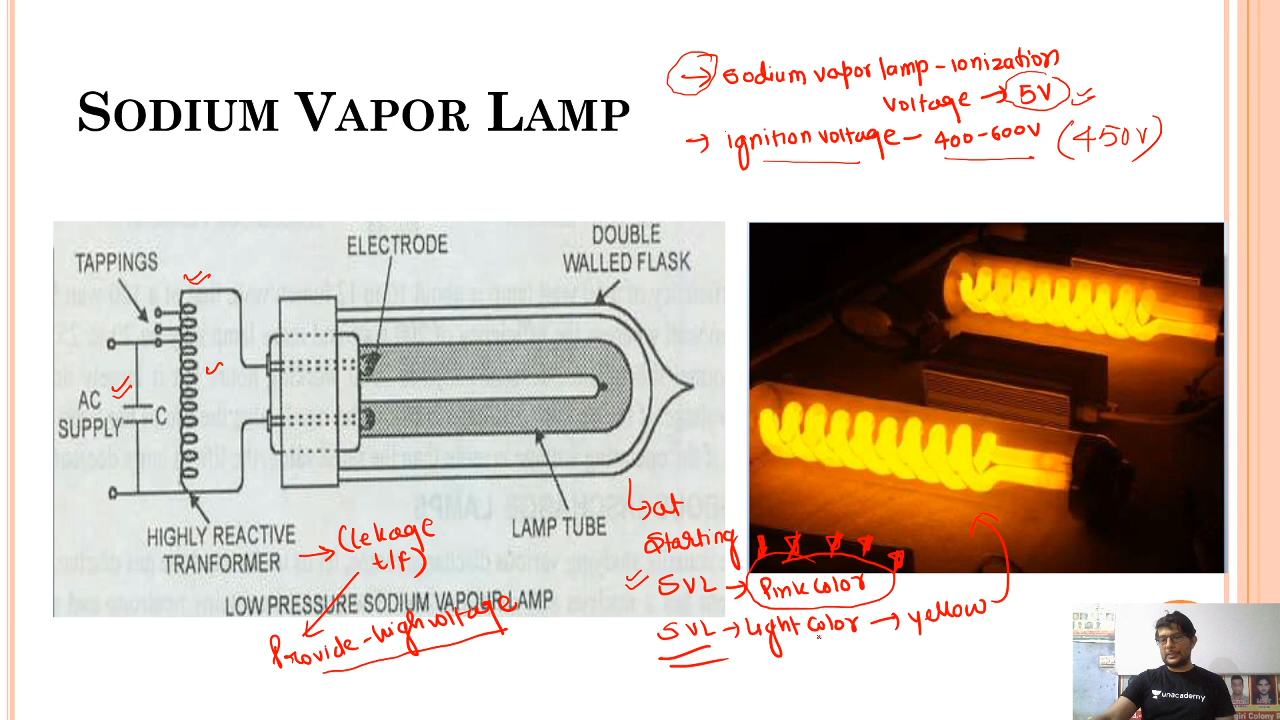 SODIUM VAPOR LAMP
→ Sodium vapor lamp - ionization
voltage → 5V
→ ignition voltage - 400-600V (450V)
ELECTRODE
DOUBLE
WALLED FLASK
TAPPINGS
AC
SUPPLY
C
HIGHLY REACTIVE
TRANFORMER → (lekage
t/f)
Provide - high voltage
LAMP TUBE
LOW PRESSURE SODIUM VAPOUR LAMP
↳ at
Starting
SVL → Pink color
SVL → Light color → yellow
unacademy